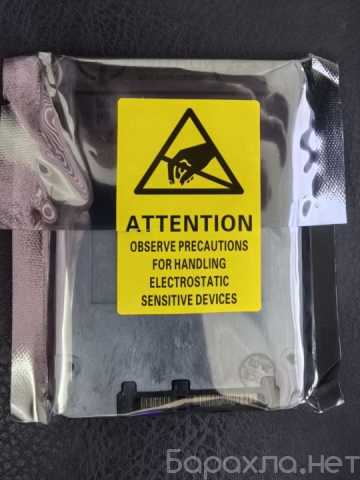 ATTENTION
OBSERVE PRECAUTIONS
FOR HANDLING
ELECTROSTATIC
SENSITIVE DEVICES
Барахла.нет